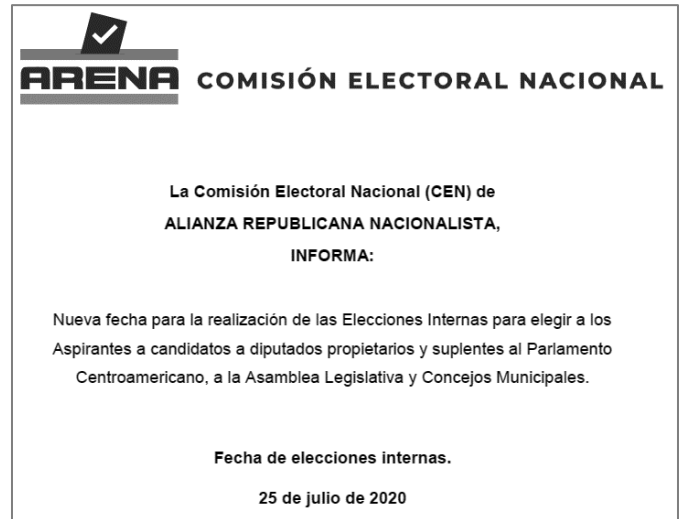 ARENA COMISIÓN ELECTORAL NACIONAL
La Comisión Electoral Nacional (CEN) de
ALIANZA REPUBLICANA NACIONALISTA,
INFORMA:
Nueva fecha para la realización de las Elecciones Internas para elegir a los
Aspirantes a candidatos a diputados propietarios y suplentes al Parlamento
Centroamericano, a la Asamblea Legislativa y Concejos Municipales.
Fecha de elecciones internas.
25 de julio de 2020